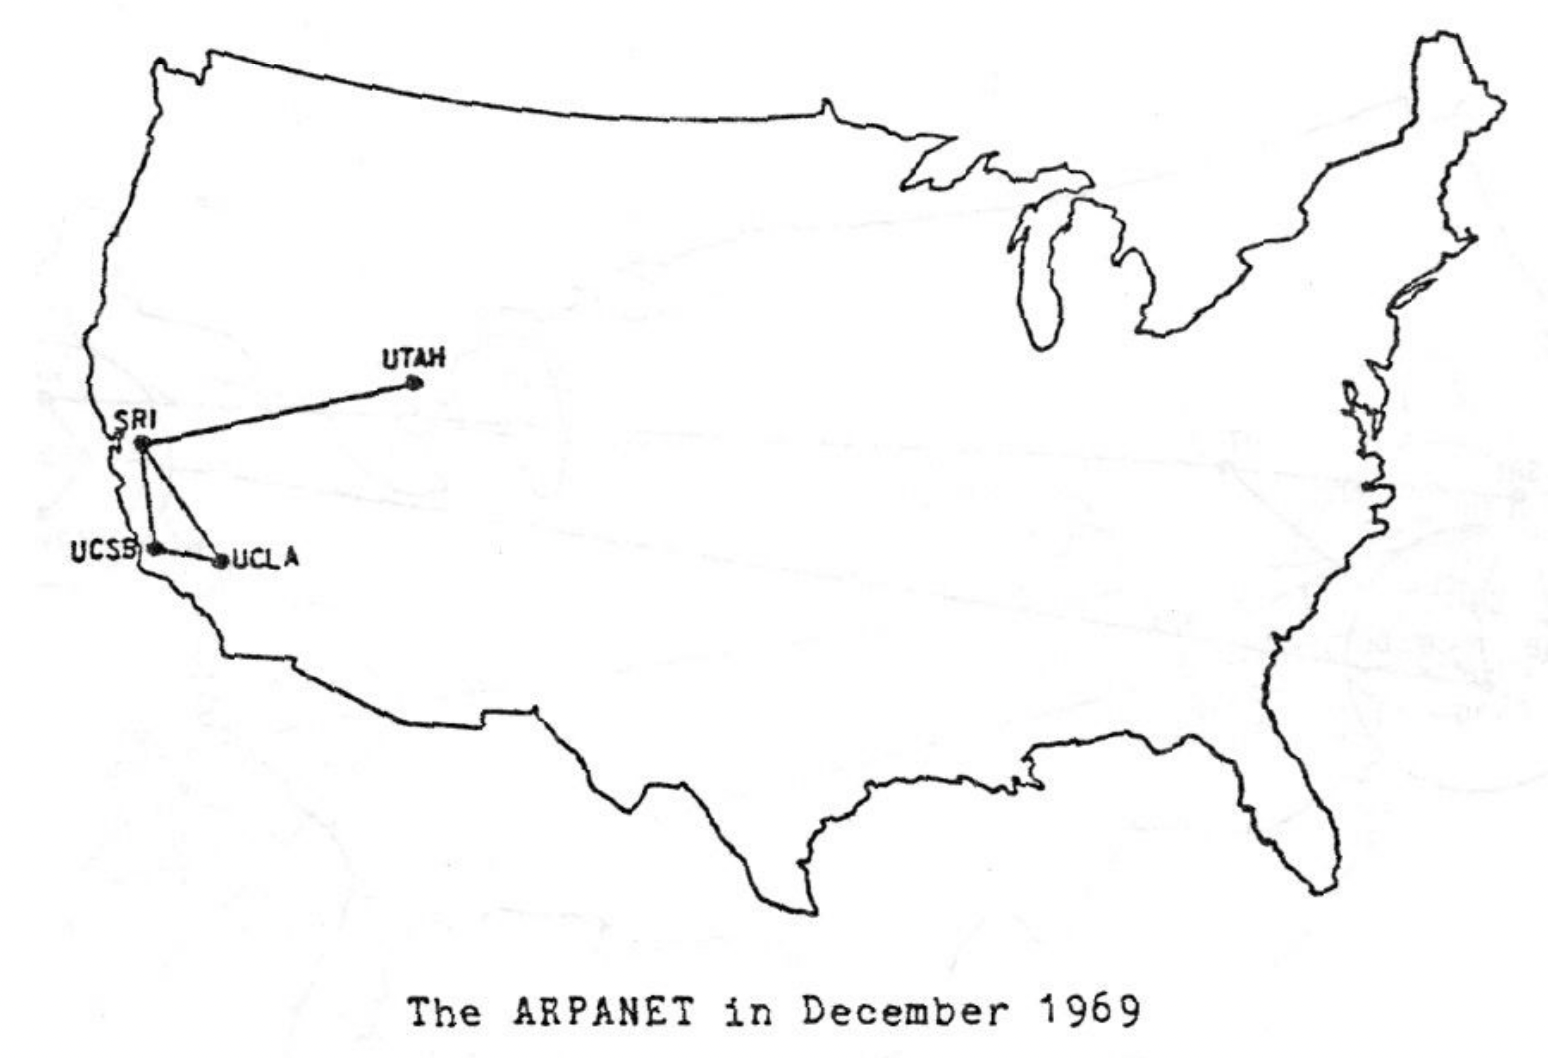 UTAH
SRI
UCSB
UCLA
The ARPANET in December 1969